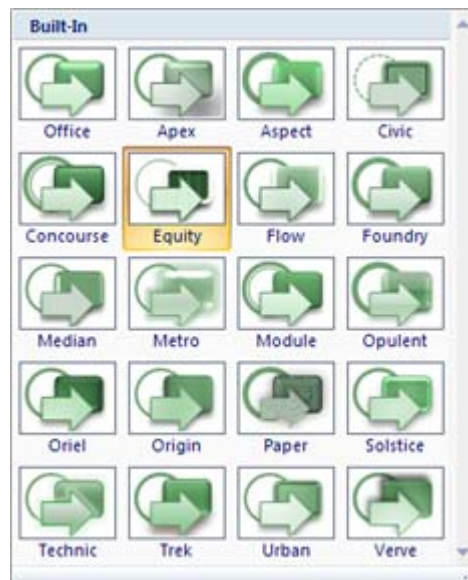 Built-In
Office Apex Aspect Civic
Concourse Equity Flow Foundry
Median Metro Module Opulent
Oriel Origin Paper Solstice
Technic Trek Urban Verve